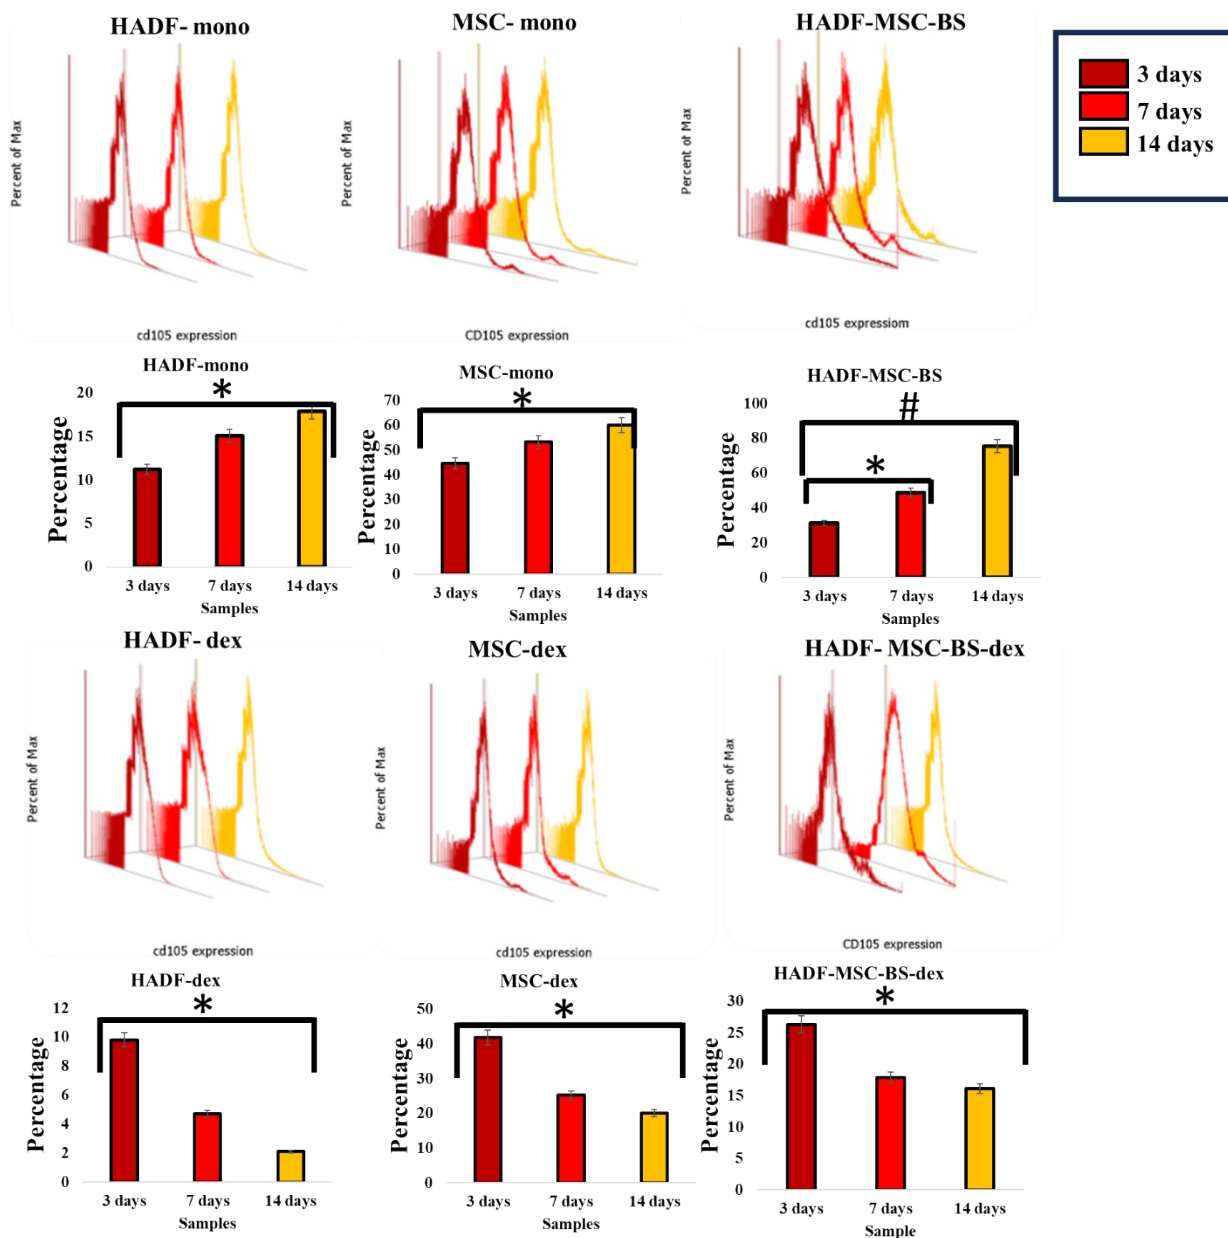 HADF- mono
MSC- mono
HADF-MSC-BS
3 days
7 days
14 days
Percent of Max
Percent of Max
Percent of Max
cd105 expression
CD105 expression
cd105 expressiom
HADF-mono
20
15
10
5
0
Percentage
*
3 days 7 days 14 days
Samples
MSC-mono
70
60
50
40
30
20
10
0
Percentage
*
3 days 7 days 14 days
Samples
HADF-MSC-BS
100
80
60
40
20
0
Percentage
#
*
3 days 7 days 14 days
Samples
HADF- dex
MSC-dex
HADF- MSC-BS-dex
Percent of Max
Percent of Max
Percent of Max
cd105 expression
cd105 expression
CD105 expression
HADF-dex
12
10
8
6
4
2
0
Percentage
*
3 days 7 days 14 days
Samples
MSC-dex
50
40
30
20
10
0
Percentage
*
3 days 7 days 14 days
Samples
HADF-MSC-BS-dex
30
25
20
15
10
5
0
Percentage
*
3 days 7 days 14 days
Sample